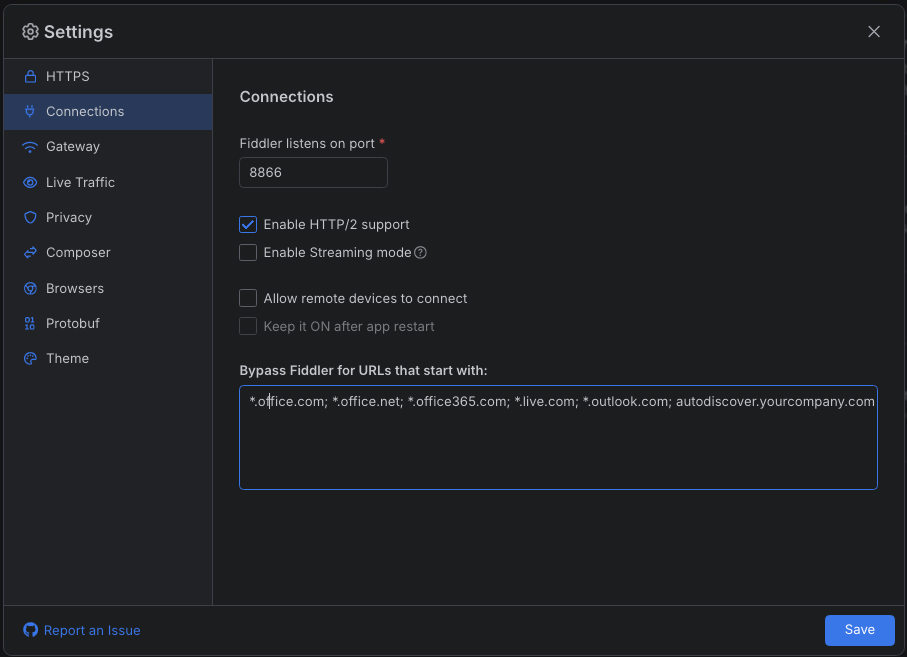 Settings
HTTPS
Connections
Gateway
Live Traffic
Privacy
Composer
Browsers
Protobuf
Theme
Connections
Fiddler listens on port *
8866
Enable HTTP/2 support
Enable Streaming mode
Allow remote devices to connect
Keep it ON after app restart
Bypass Fiddler for URLs that start with:
*.office.com; *.office.net; *.office365.com; *.live.com; *.outlook.com; autodiscover.yourcompany.com
Report an Issue
Save